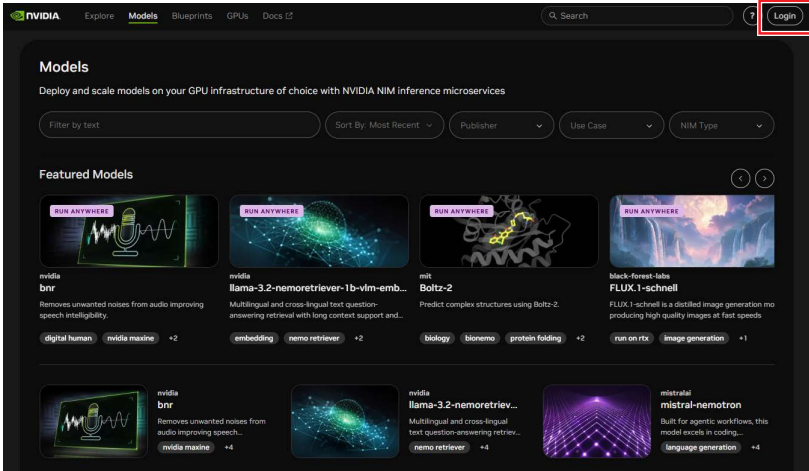 NVIDIA. Explore Models Blueprints GPUs Docs Search ? Login
Models
Deploy and scale models on your GPU infrastructure of choice with NVIDIA NIM inference microservices
Filter by text Sort By: Most Recent Publisher Use Case NIM Type
Featured Models
RUN ANYWHERE
nvidia
bnr
Removes unwanted noises from audio improving
speech intelligibility.
digital human nvidia maxine +2
RUN ANYWHERE
nvidia
llama-3.2-nemoretriever-1b-vlm-emb...
Multilingual and cross-lingual text question-
answering retrieval with long context support and...
embedding nemo retriever +2
RUN ANYWHERE
mit
Boltz-2
Predict complex structures using Boltz-2.
biology bionemo protein folding +2
RUN ANYWHERE
black-forest-labs
FLUX.1-schnell
FLUX.1-schnell is a distilled image generation mo
producing high quality images at fast speeds
run on rtx image generation +1
nvidia
bnr
Removes unwanted noises from
audio improving speech...
nvidia maxine +4
nvidia
llama-3.2-nemoretriev...
Multilingual and cross-lingual
text question-answering retriev...
nemo retriever +4
mistralai
mistral-nemotron
Built for agentic workflows, this
model excels in coding,...
language generation +4